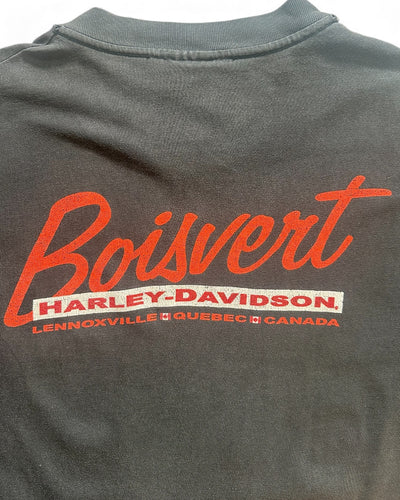 Boisvert
HARLEY-DAVIDSON.
LENNOXVILLE QUEBEC CANADA